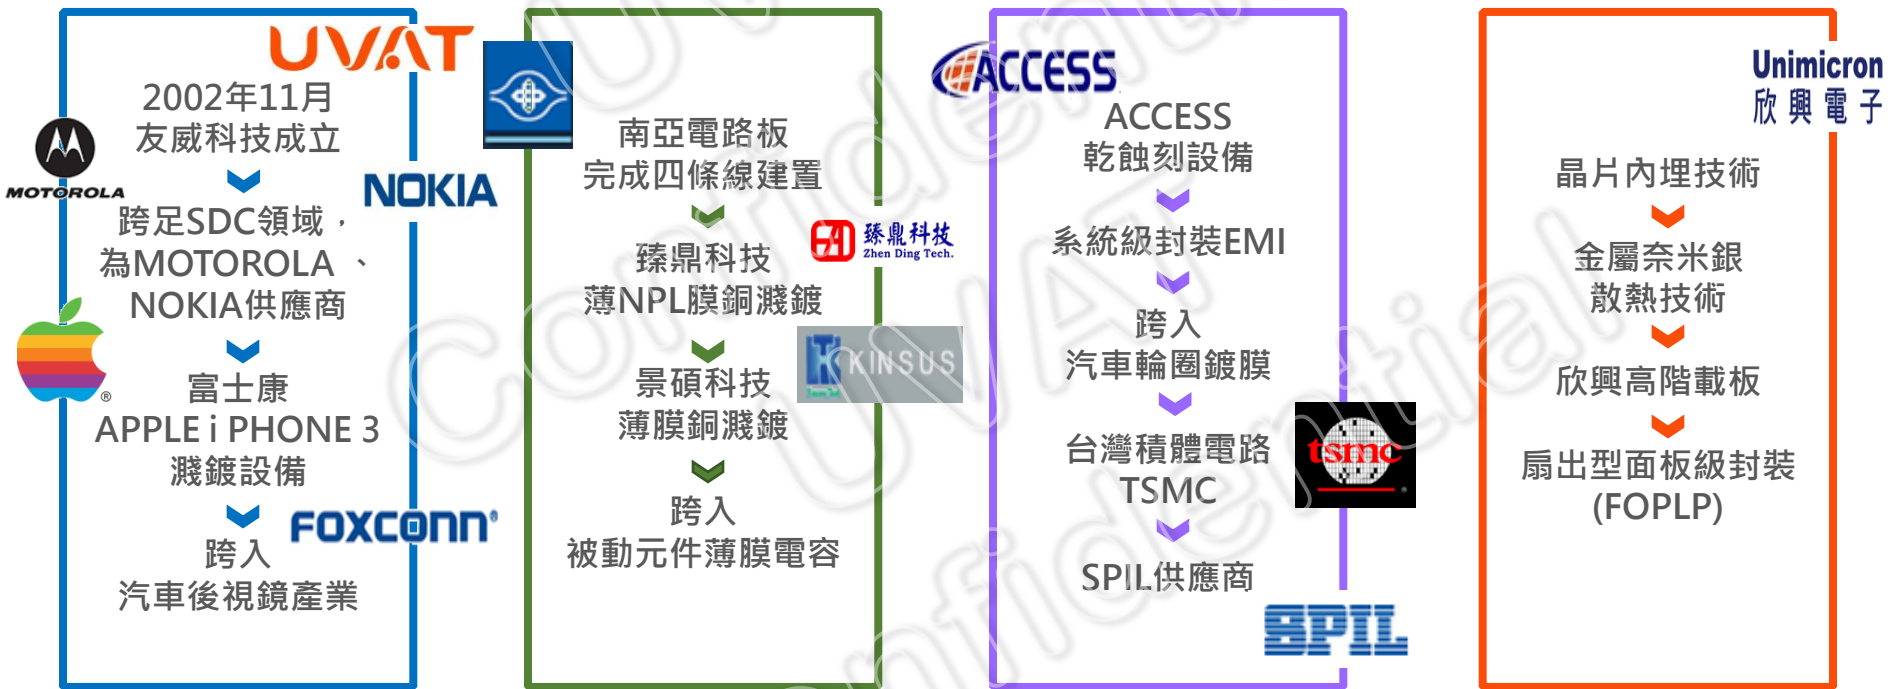 UVAT
2002年11月
友威科技成立
MOTOROLA
NOKIA
跨足SDC領域，
為MOTOROLA、
NOKIA供應商
富士康
APPLE i PHONE 3
濺鍍設備
FOXCONN®
跨入
汽車後視鏡產業
南亞電路板
完成四條線建置
臻鼎科技
Zhen Ding Tech.
臻鼎科技
薄NPL膜銅濺鍍
KINSUS
景碩科技
薄膜銅濺鍍
跨入
被動元件薄膜電容
ACCESS
ACCESS
乾蝕刻設備
系統級封裝EMI
跨入
汽車輪圈鍍膜
台灣積體電路
TSMC
tsmc
SPIL供應商
SPIL
Unimicron
欣興電子
晶片內埋技術
金屬奈米銀
散熱技術
欣興高階載板
扇出型面板級封裝
(FOPLP)
Confidential
UVAT
Confidential